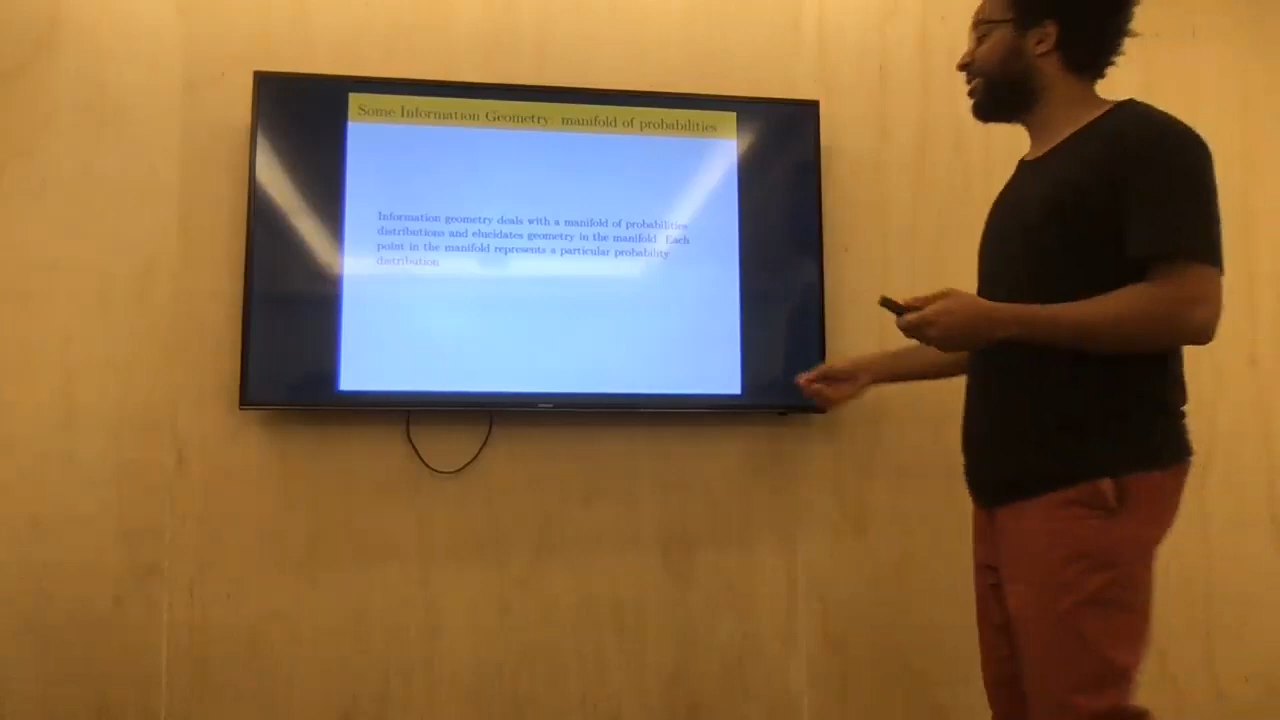 Some Information Geometry: manifold of probabilities
Information geometry deals with a manifold of probabilities
distributions and elucidates geometry in the manifold. Each
point in the manifold represents a particular probability
distribution